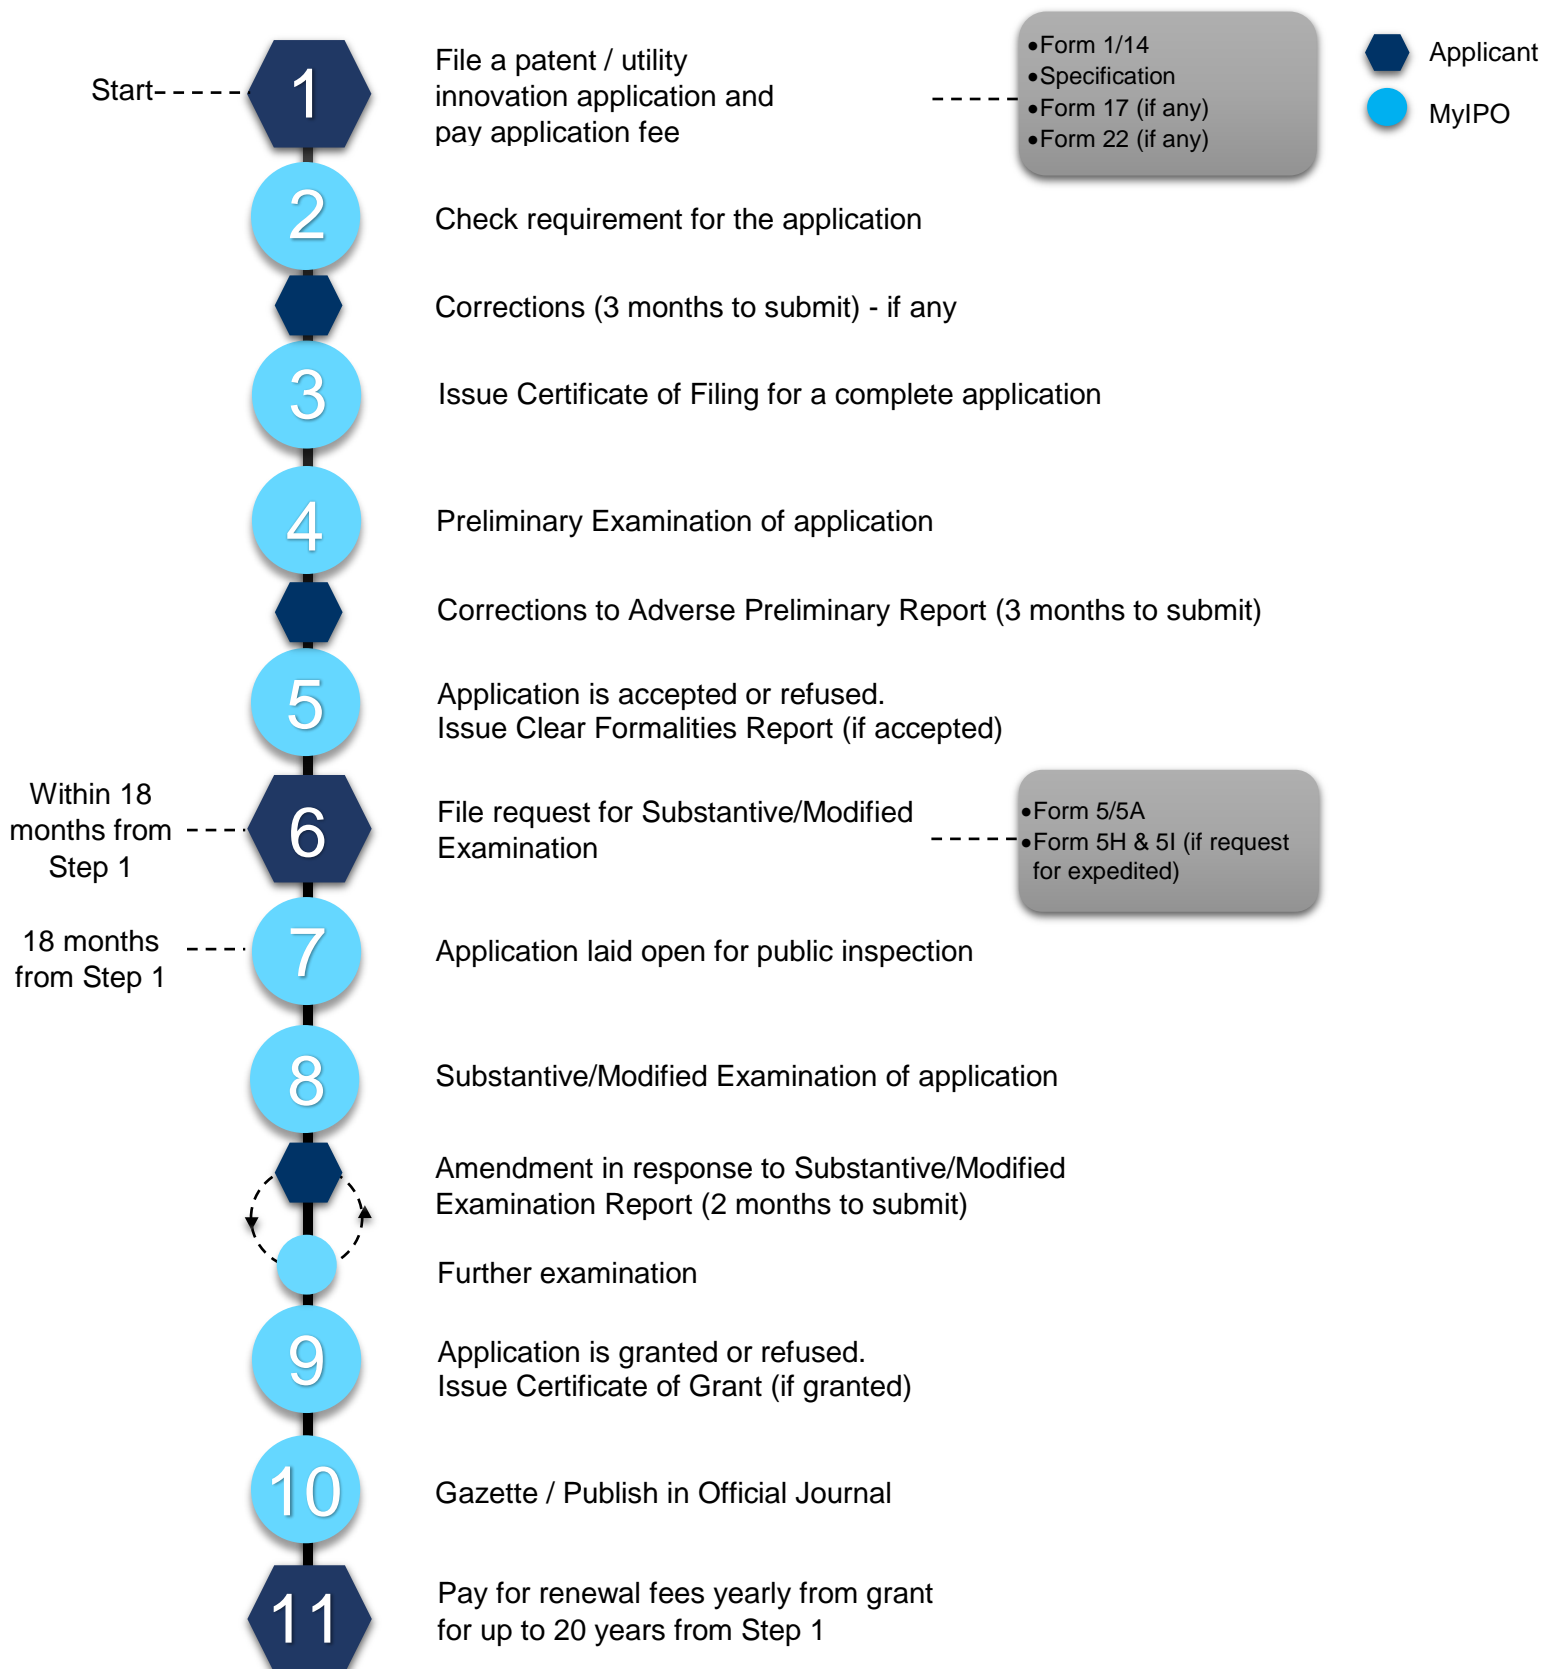 Start
1
File a patent / utility
innovation application and
pay application fee
•Form 1/14
•Specification
•Form 17 (if any)
•Form 22 (if any)
Applicant
MyIPO
2
Check requirement for the application
Corrections (3 months to submit) - if any
3
Issue Certificate of Filing for a complete application
4
Preliminary Examination of application
Corrections to Adverse Preliminary Report (3 months to submit)
5
Application is accepted or refused.
Issue Clear Formalities Report (if accepted)
Within 18
months from
Step 1
6
File request for Substantive/Modified
Examination
•Form 5/5A
•Form 5H & 5I (if request
for expedited)
18 months
from Step 1
7
Application laid open for public inspection
8
Substantive/Modified Examination of application
Amendment in response to Substantive/Modified
Examination Report (2 months to submit)
Further examination
9
Application is granted or refused.
Issue Certificate of Grant (if granted)
10
Gazette / Publish in Official Journal
11
Pay for renewal fees yearly from grant
for up to 20 years from Step 1